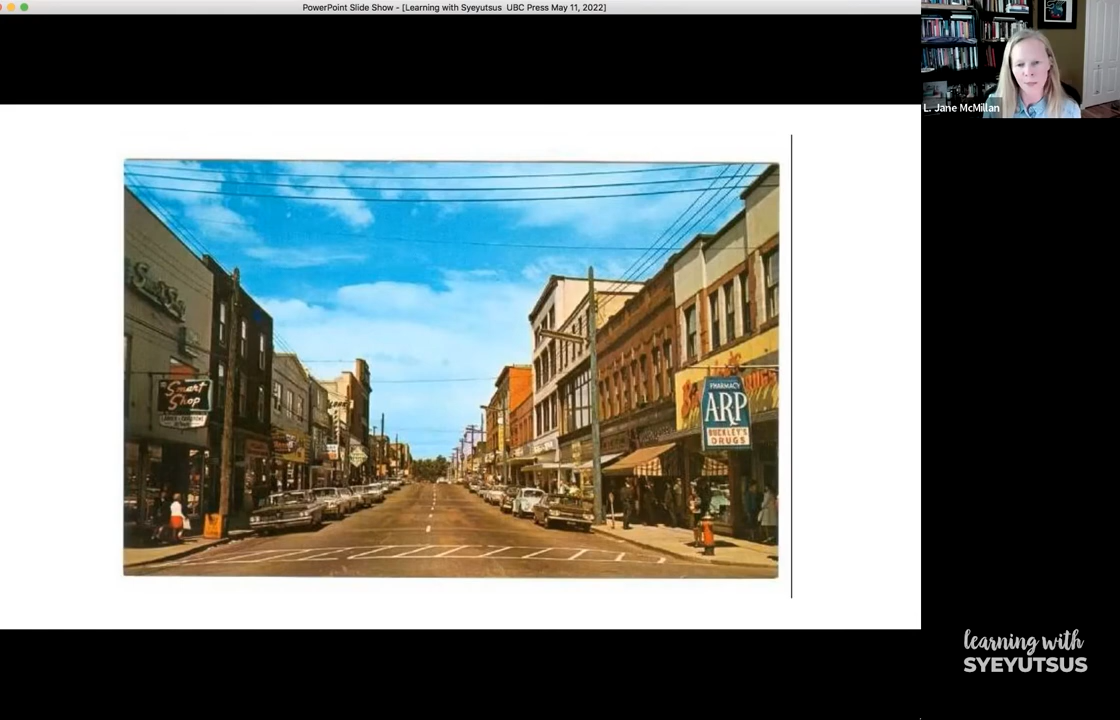 PowerPoint Slide Show - [Learning with Syeyutsus UBC Press May 11, 2022]
L. Jane McMillan
Smart
Shop
PHARMACY
ARP
BUCKLEY'S
DRUGS
learning with
SYEYUTSUS